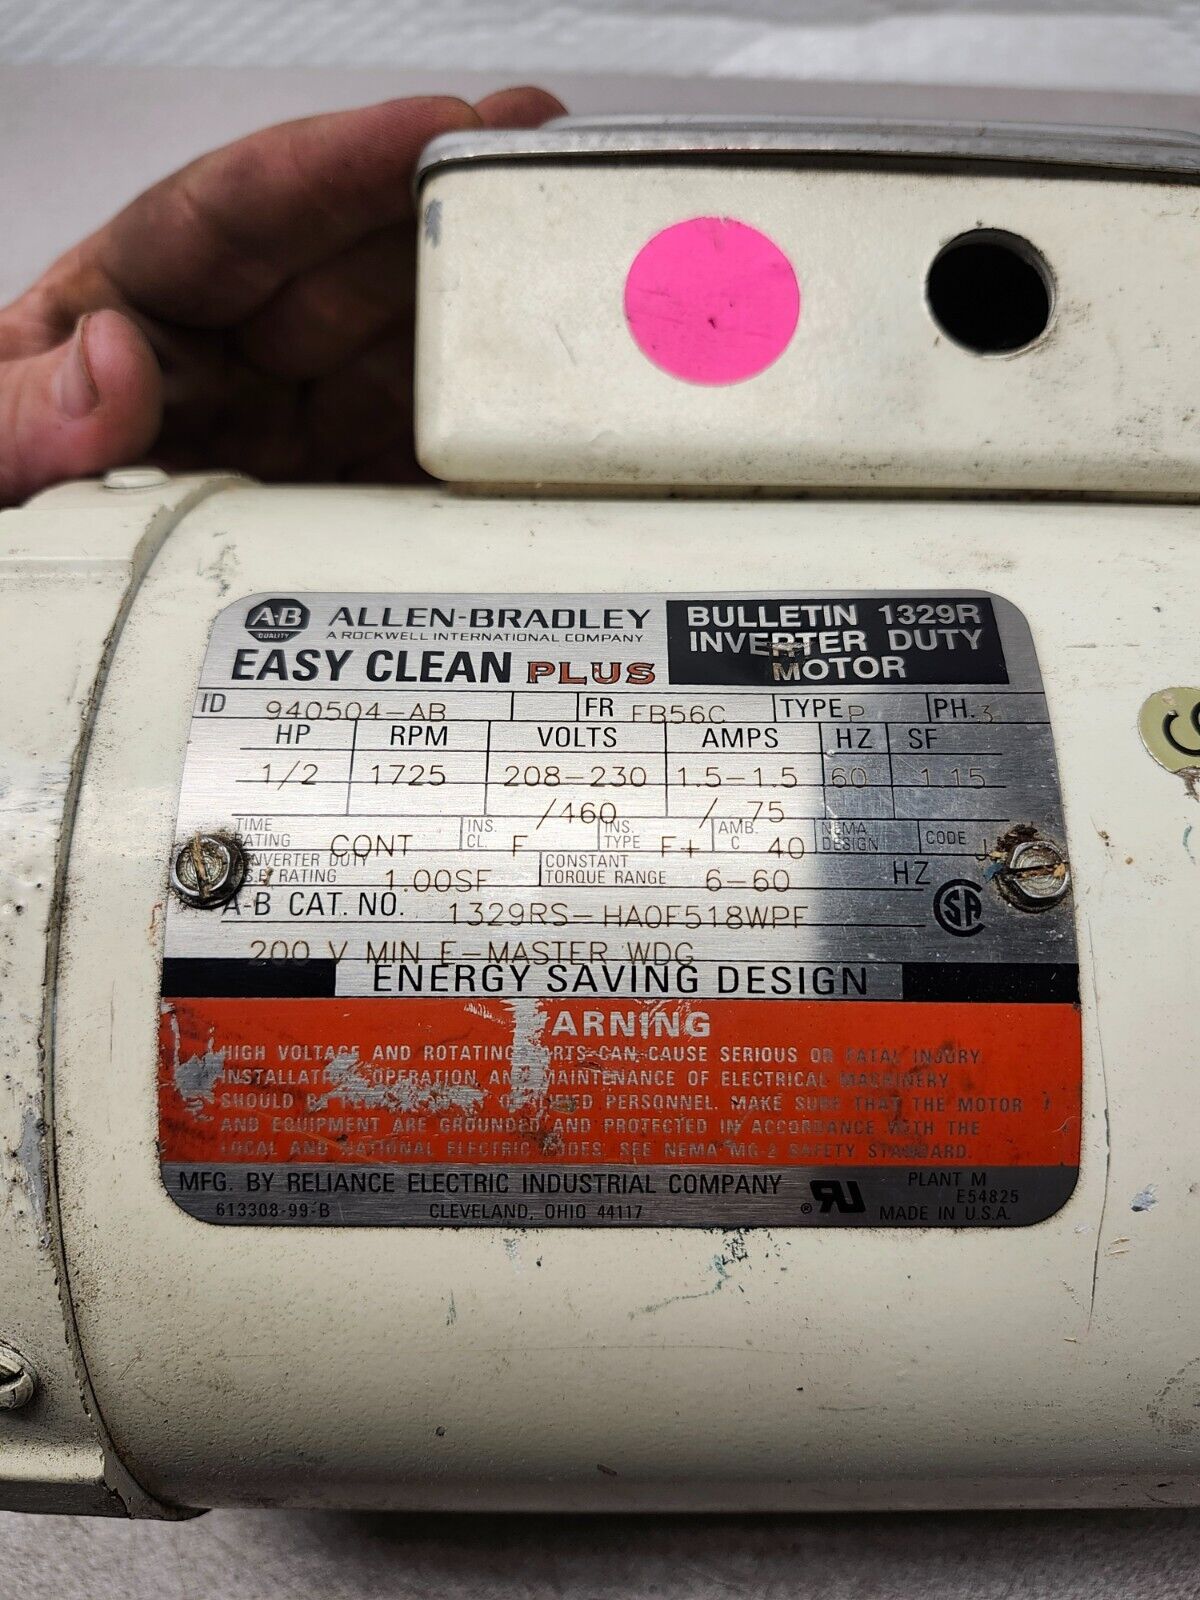 A-B QUALITY ALLEN-BRADLEY
A ROCKWELL INTERNATIONAL COMPANY
EASY CLEAN PLUS
BULLETIN 1329R
INVERTER DUTY
MOTOR
ID 940504-AB FR FB56C TYPE P PH. 3
HP RPM VOLTS AMPS HZ SF
1/2 1725 208-230 1.5-1.5 60 1.15
/460 /.75
TIME RATING CONT INS. CL. F INS. TYPE F+ AMB. C 40 NEMA DESIGN CODE J
INVERTER DUTY RATING 1.00SF CONSTANT TORQUE RANGE 6-60 HZ
A-B CAT. NO. 1329RS-HA0F518WPF
200 V MIN E-MASTER WDG
ENERGY SAVING DESIGN
WARNING
HIGH VOLTAGE AND ROTATING PARTS CAN CAUSE SERIOUS OR FATAL INJURY
INSTALLATION OPERATION AND MAINTENANCE OF ELECTRICAL MACHINERY
SHOULD BE PERSONNEL. MAKE SURE THAT THE MOTOR
AND EQUIPMENT ARE GROUNDED AND PROTECTED IN ACCORDANCE WITH THE
LOCAL AND NATIONAL ELECTRIC CODES, SEE NEMA MG-2 SAFETY STANDARD.
MFG. BY RELIANCE ELECTRIC INDUSTRIAL COMPANY
613308-99-B CLEVELAND, OHIO 44117
PLANT M
E54825
MADE IN U.S.A.